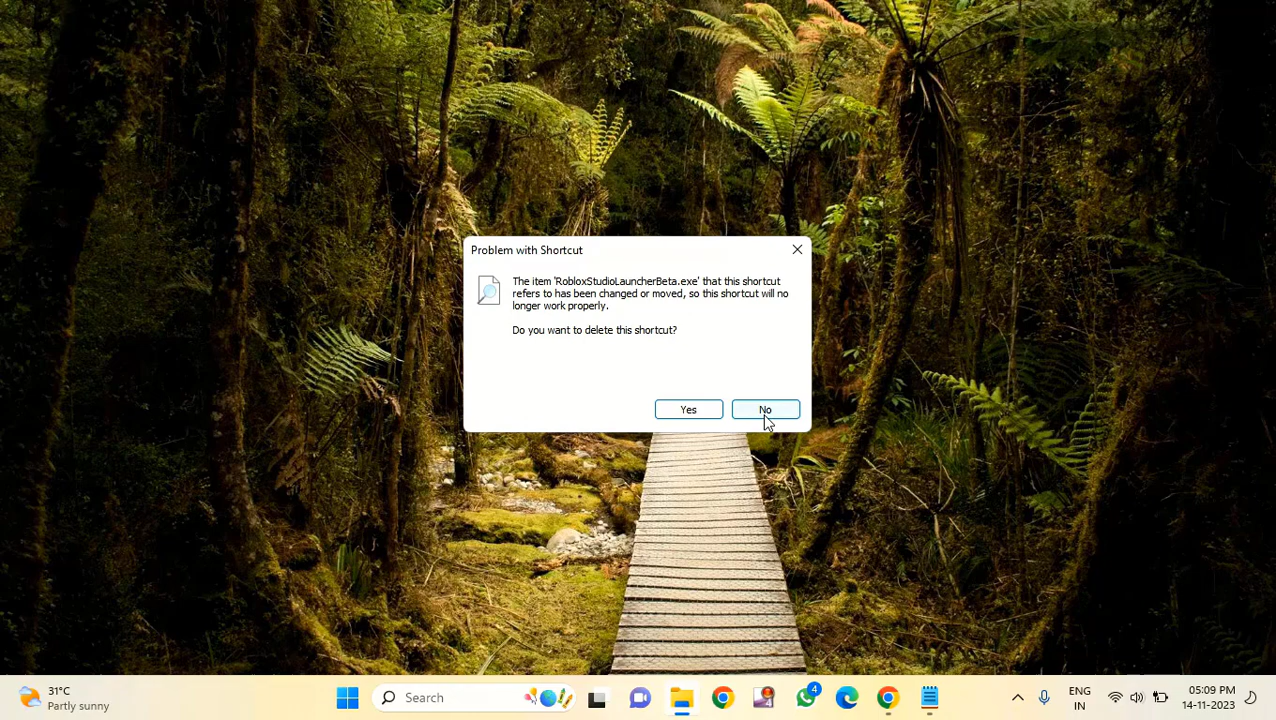 Problem with Shortcut
The item 'RobloxStudioLauncherBeta.exe' that this shortcut
refers to has been changed or moved, so this shortcut will no
longer work properly.
Do you want to delete this shortcut?
Yes
No
31°C
Partly sunny
Search
4
4
ENG
IN
05:09 PM
14-11-2023